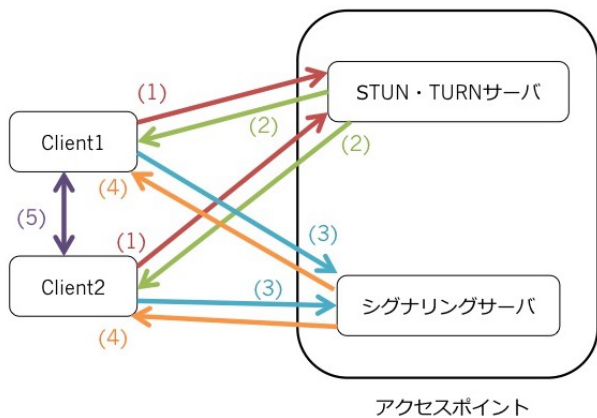 (1)
STUN・TURNサーバ
(2)
Client1
(2)
(4)
(5)
(3)
(1)
Client2
(3)
シグナリングサーバ
(4)
アクセスポイント